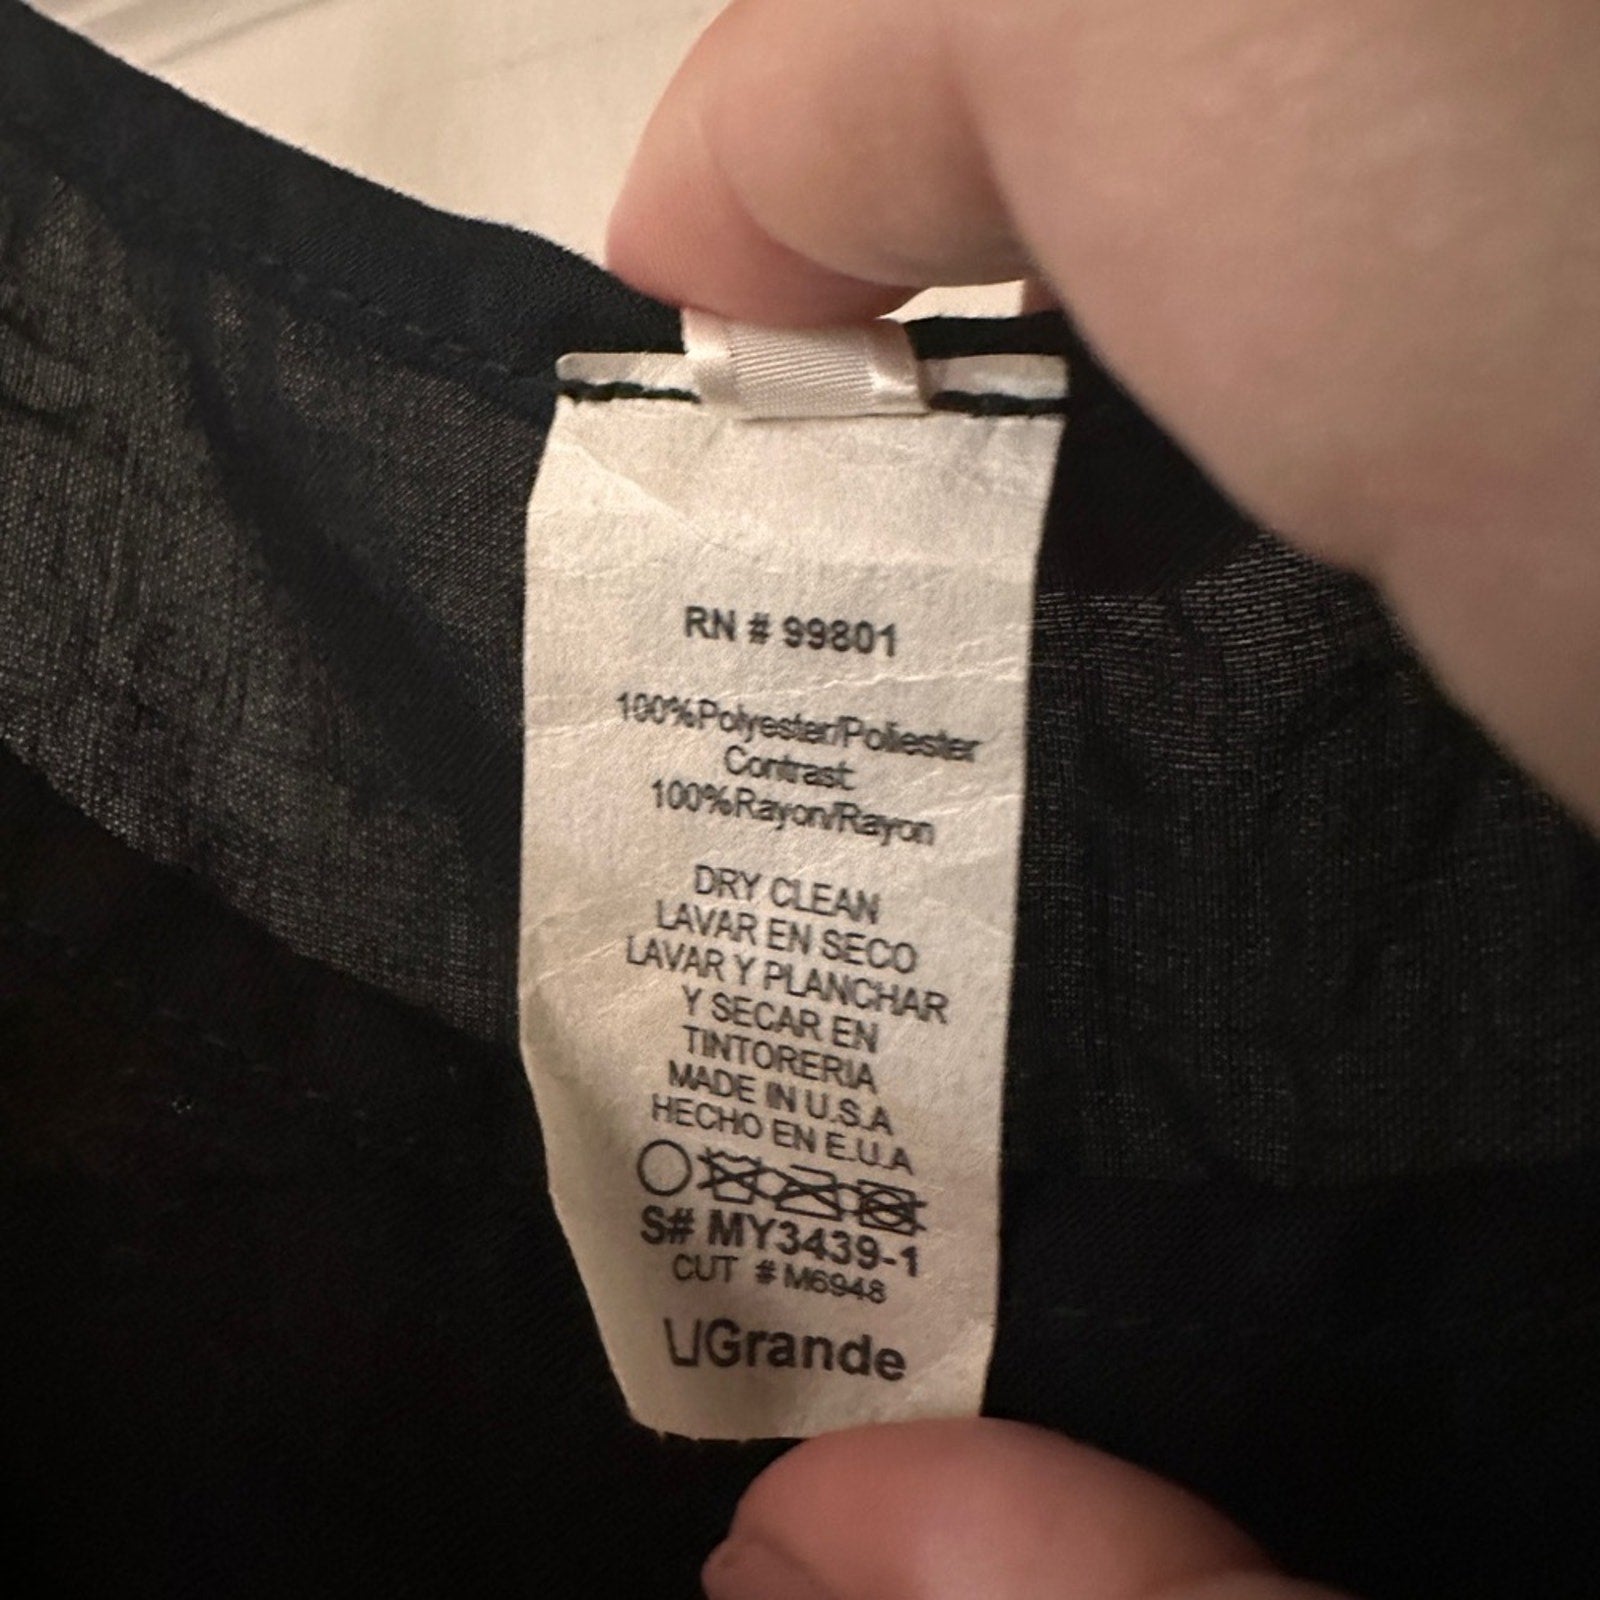 RN # 99801
100%Polyester/Poliester
Contrast:
100%Rayon/Rayon
DRY CLEAN
LAVAR EN SECO
LAVAR Y PLANCHAR
Y SECAR EN
TINTORERIA
MADE IN U.S.A
HECHO EN E.U.A
S# MY3439-1
CUT # M6948
L/Grande